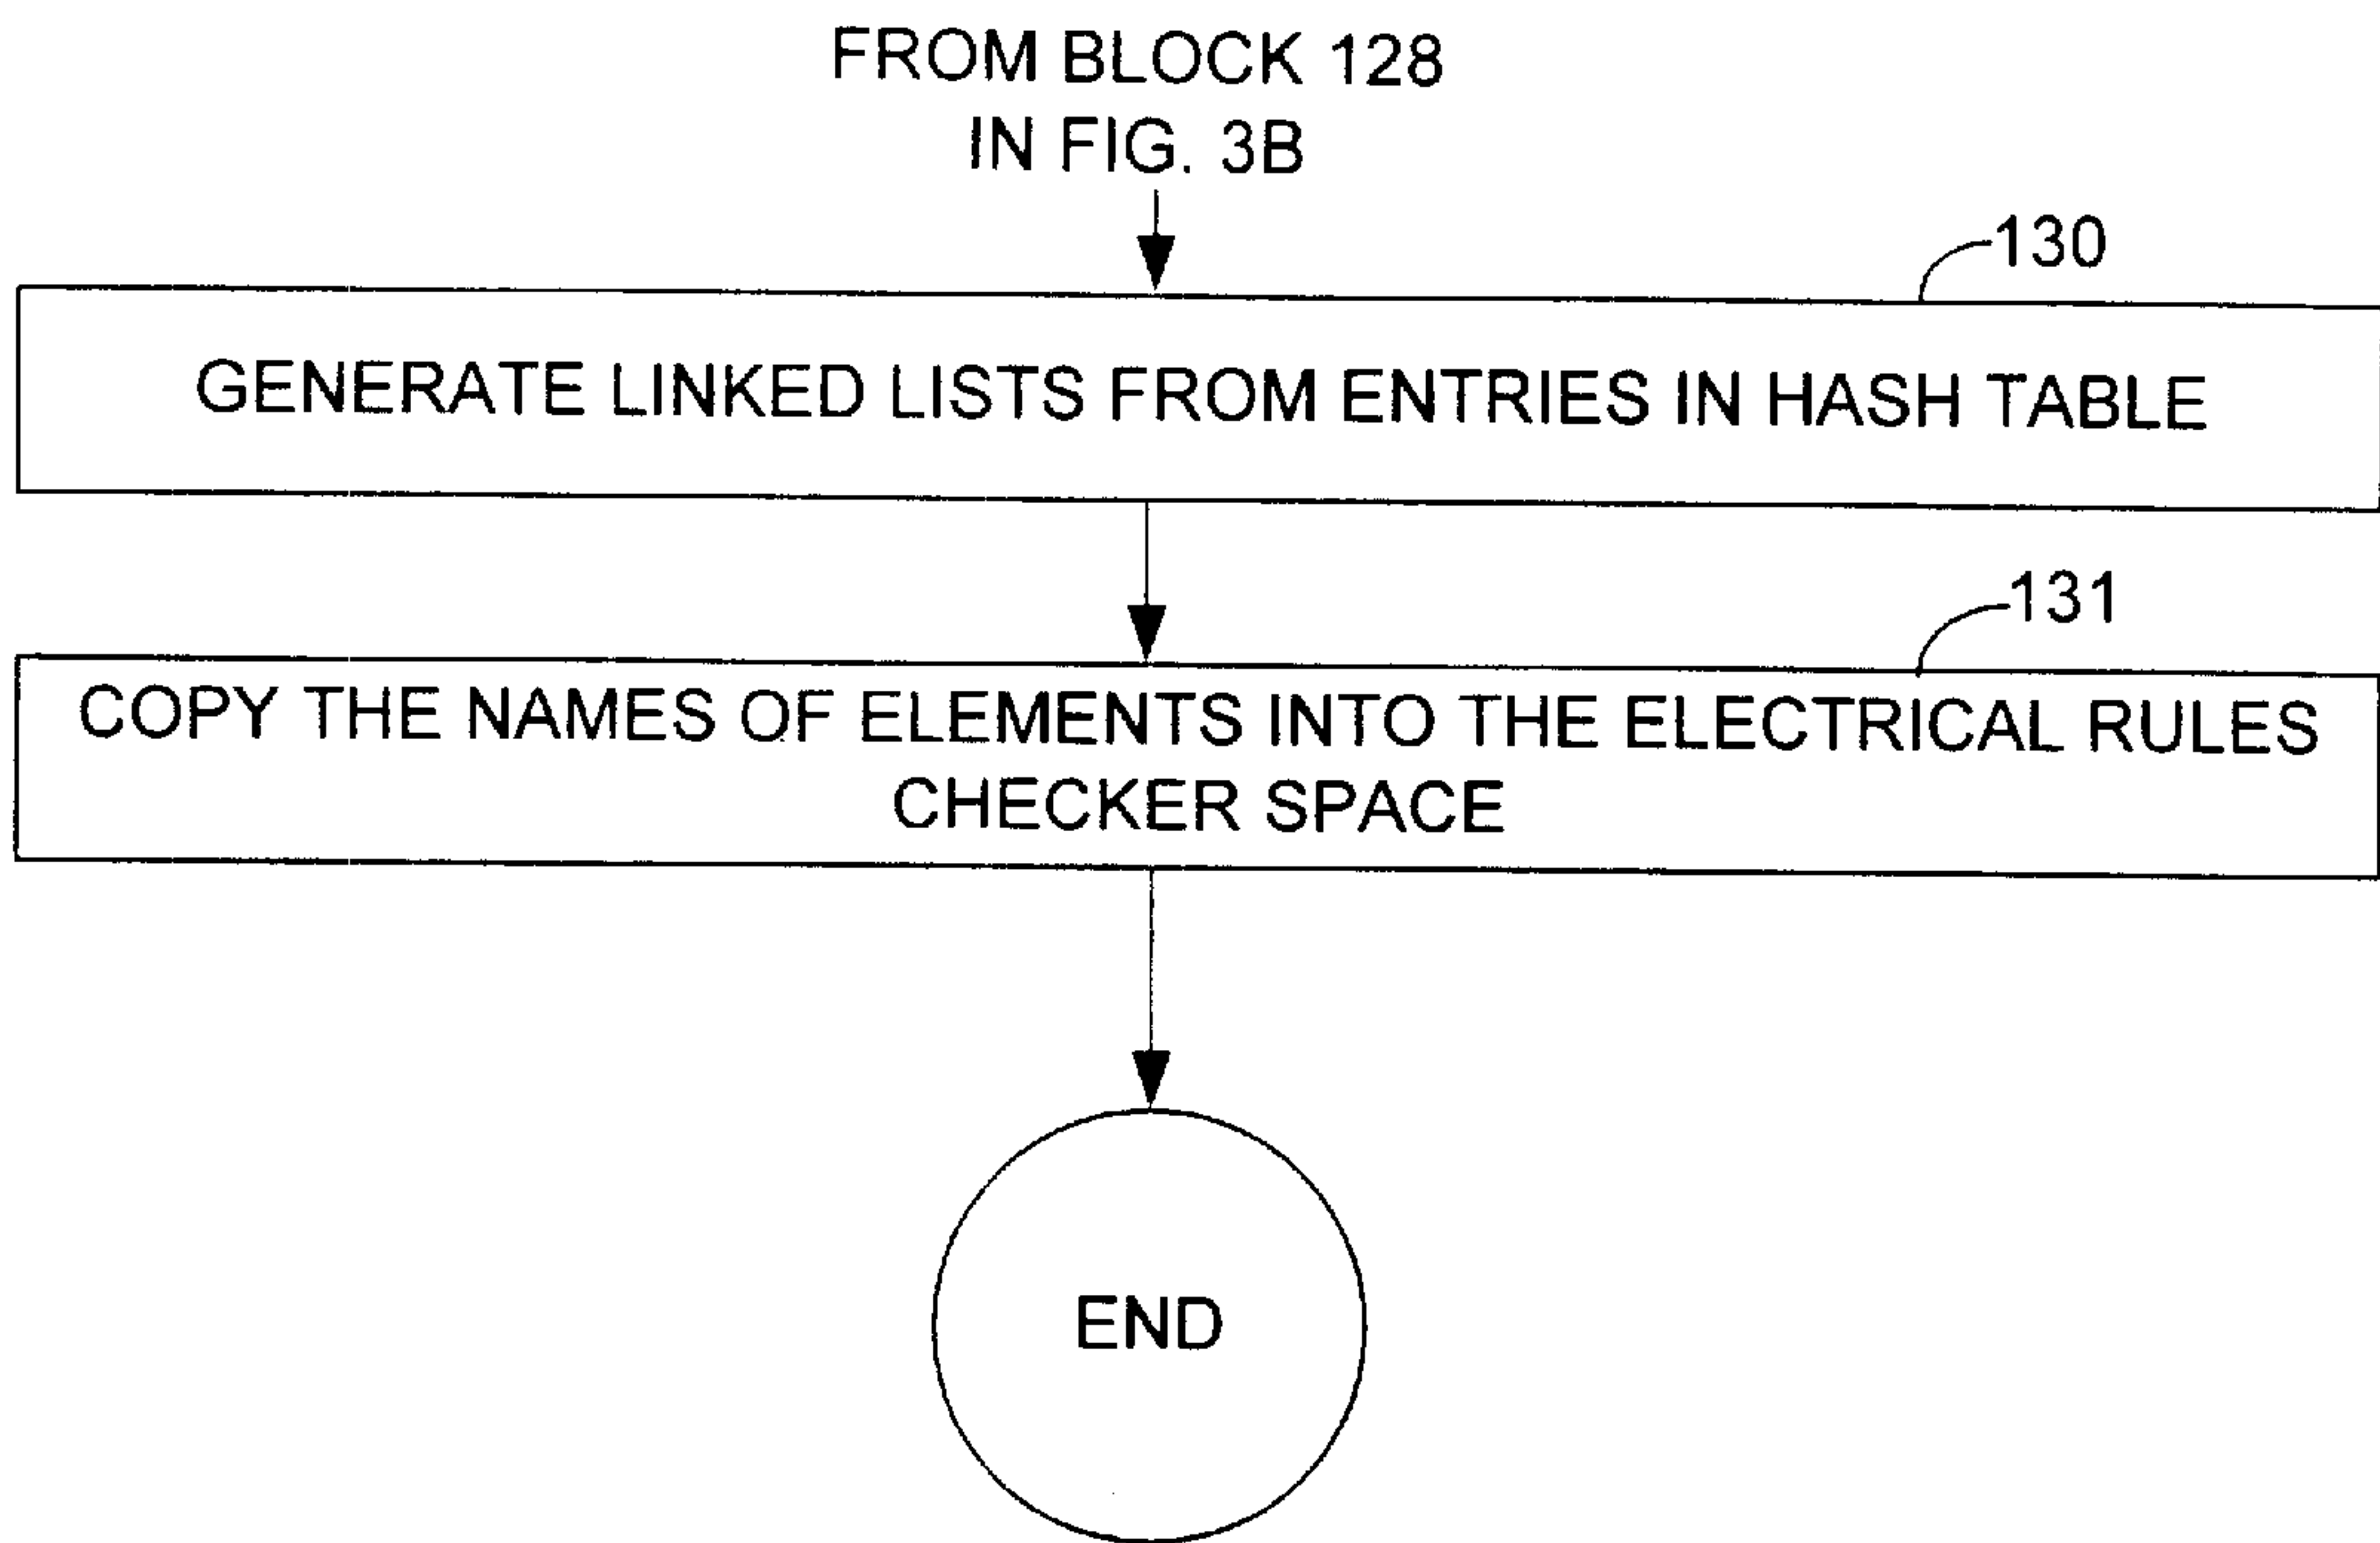 FROM BLOCK 128
IN FIG. 3B
130
GENERATE LINKED LISTS FROM ENTRIES IN HASH TABLE
131
COPY THE NAMES OF ELEMENTS INTO THE ELECTRICAL RULES
CHECKER SPACE
END